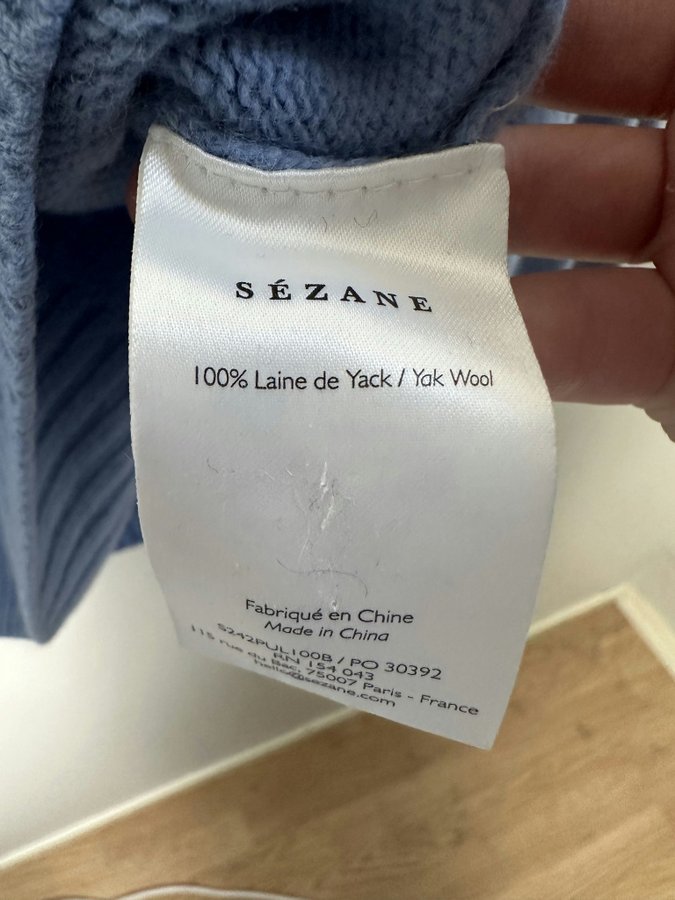 SÉZANE
100% Laine de Yack / Yak Wool
Fabriqué en Chine
Made in China
S242PUL100B / PO 30392
RN 154 043
115 rue du Bac, 75007 Paris - France
hello@sezane.com